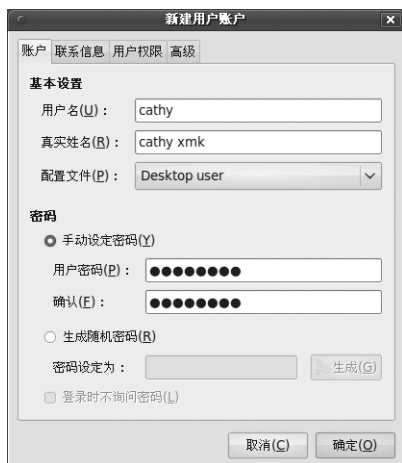 新建用户账户
账户 联系信息 用户权限 高级
基本设置
用户名(U)： cathy
真实姓名(R)： cathy xmk
配置文件(P)： Desktop user
密码
手动设定密码(Y)
用户密码(P)： ●●●●●●●●
确认(F)： ●●●●●●●●
生成随机密码(R)
密码设定为： 生成(G)
登录时不询问密码(L)
取消(C) 确定(O)